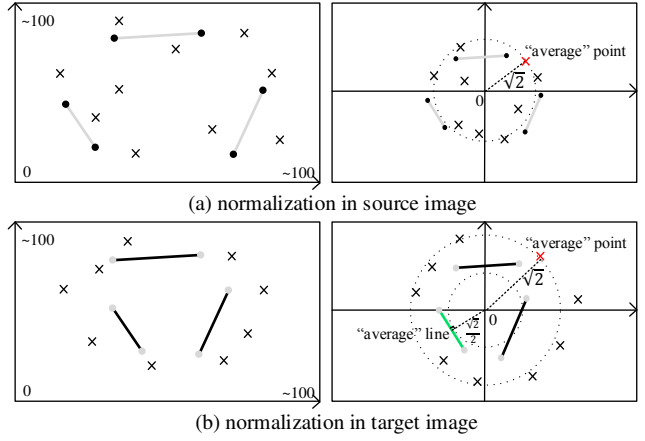 ~100
0
~100
“average” point
√2
0
(a) normalization in source image
~100
0
~100
“average” point
√2
0
“average” line
√2/2
(b) normalization in target image